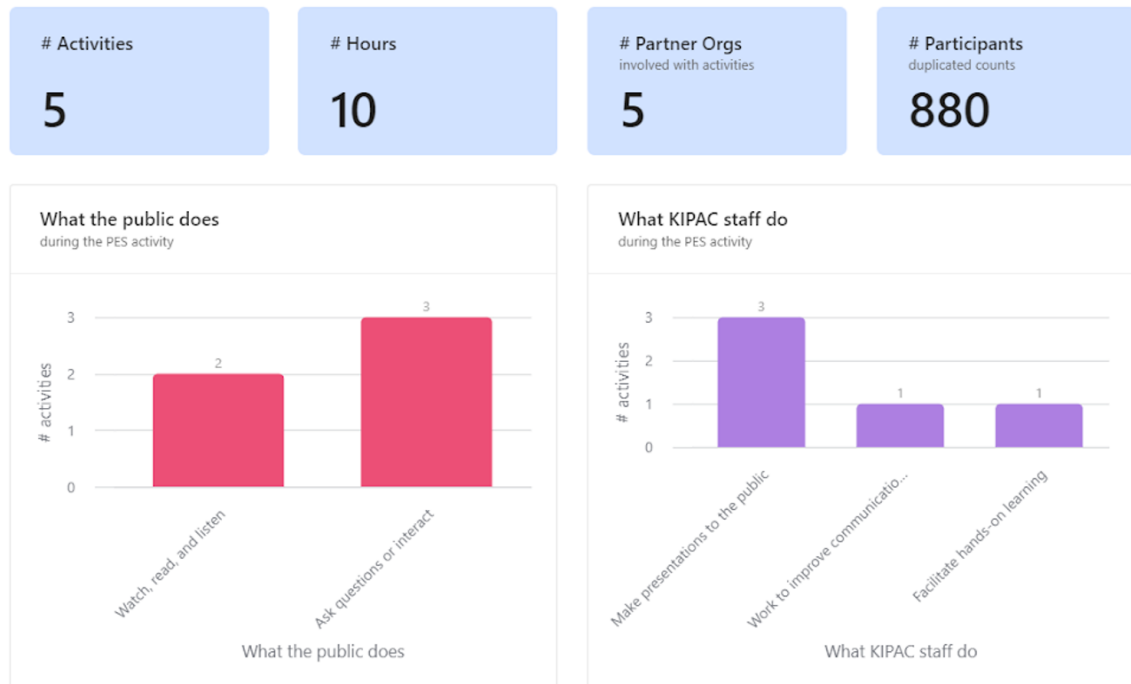 # Activities
5
# Hours
10
# Partner Orgs
involved with activities
5
# Participants
duplicated counts
880
What the public does
during the PES activity
# activities
3
2
1
0
2
3
Watch, read, and listen
Ask questions or interact
What the public does
What KIPAC staff do
during the PES activity
# activities
3
2
1
0
3
1
1
Make presentations to the public
Work to improve communicatio...
Facilitate hands-on learning
What KIPAC staff do